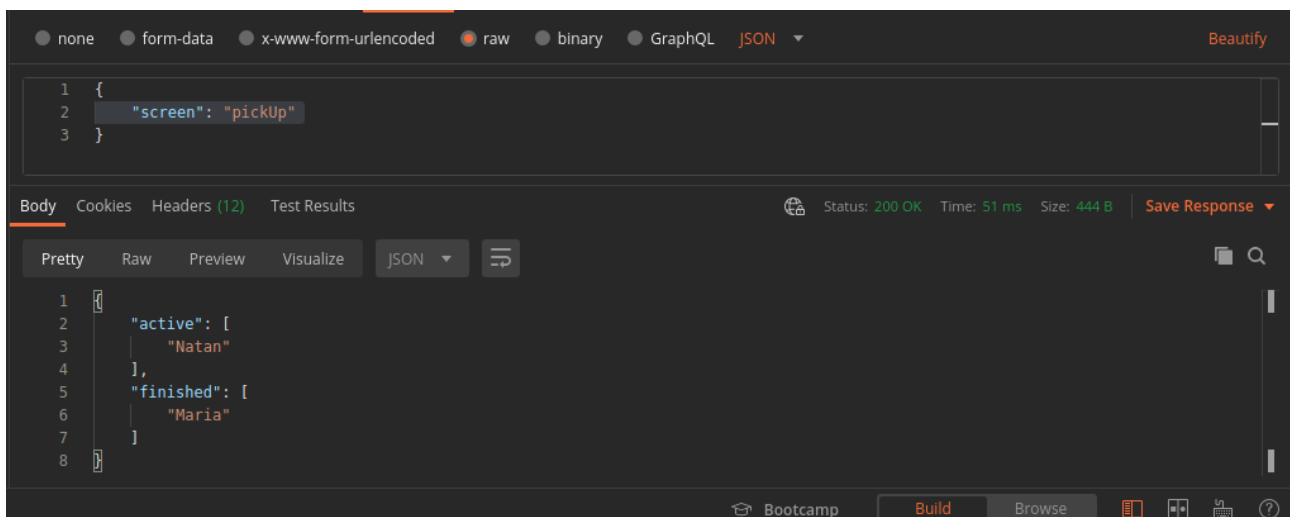 none form-data x-www-form-urlencoded raw binary GraphQL JSON Beautify
1 {
2 "screen": "pickUp"
3 }
Body Cookies Headers (12) Test Results Status: 200 OK Time: 51 ms Size: 444 B Save Response
Pretty Raw Preview Visualize JSON
1 {
2 "active": [
3 "Natan"
4 ],
5 "finished": [
6 "Maria"
7 ]
8 }
Bootcamp Build Browse